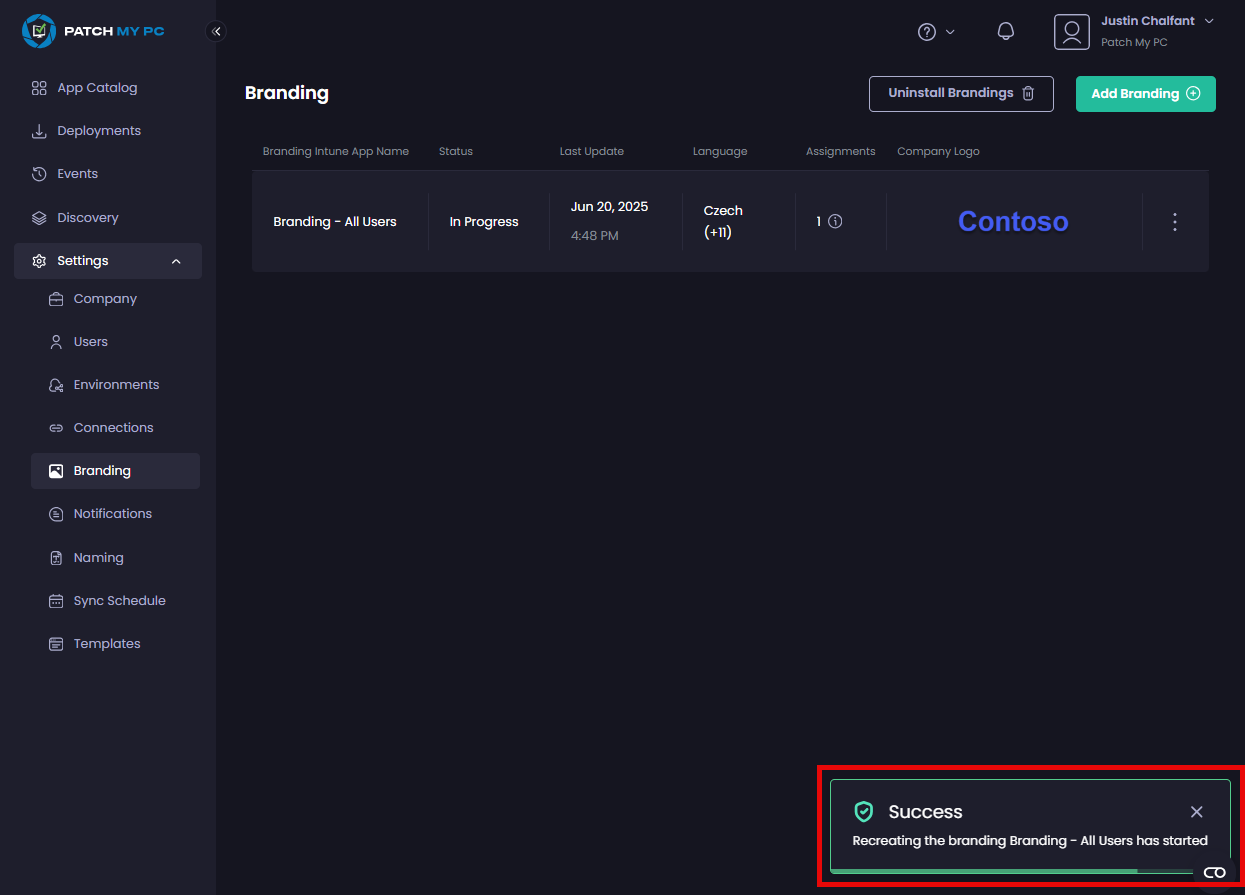 PATCH MY PC
Justin Chalfant
Patch My PC
App Catalog
Deployments
Events
Discovery
Settings
Company
Users
Environments
Connections
Branding
Notifications
Naming
Sync Schedule
Templates
Branding
Uninstall Brandings
Add Branding
Branding Intune App Name Status Last Update Language Assignments Company Logo
Branding - All Users In Progress Jun 20, 2025 Czech 1 Contoso
4:48 PM (+11)
Success
Recreating the branding Branding - All Users has started